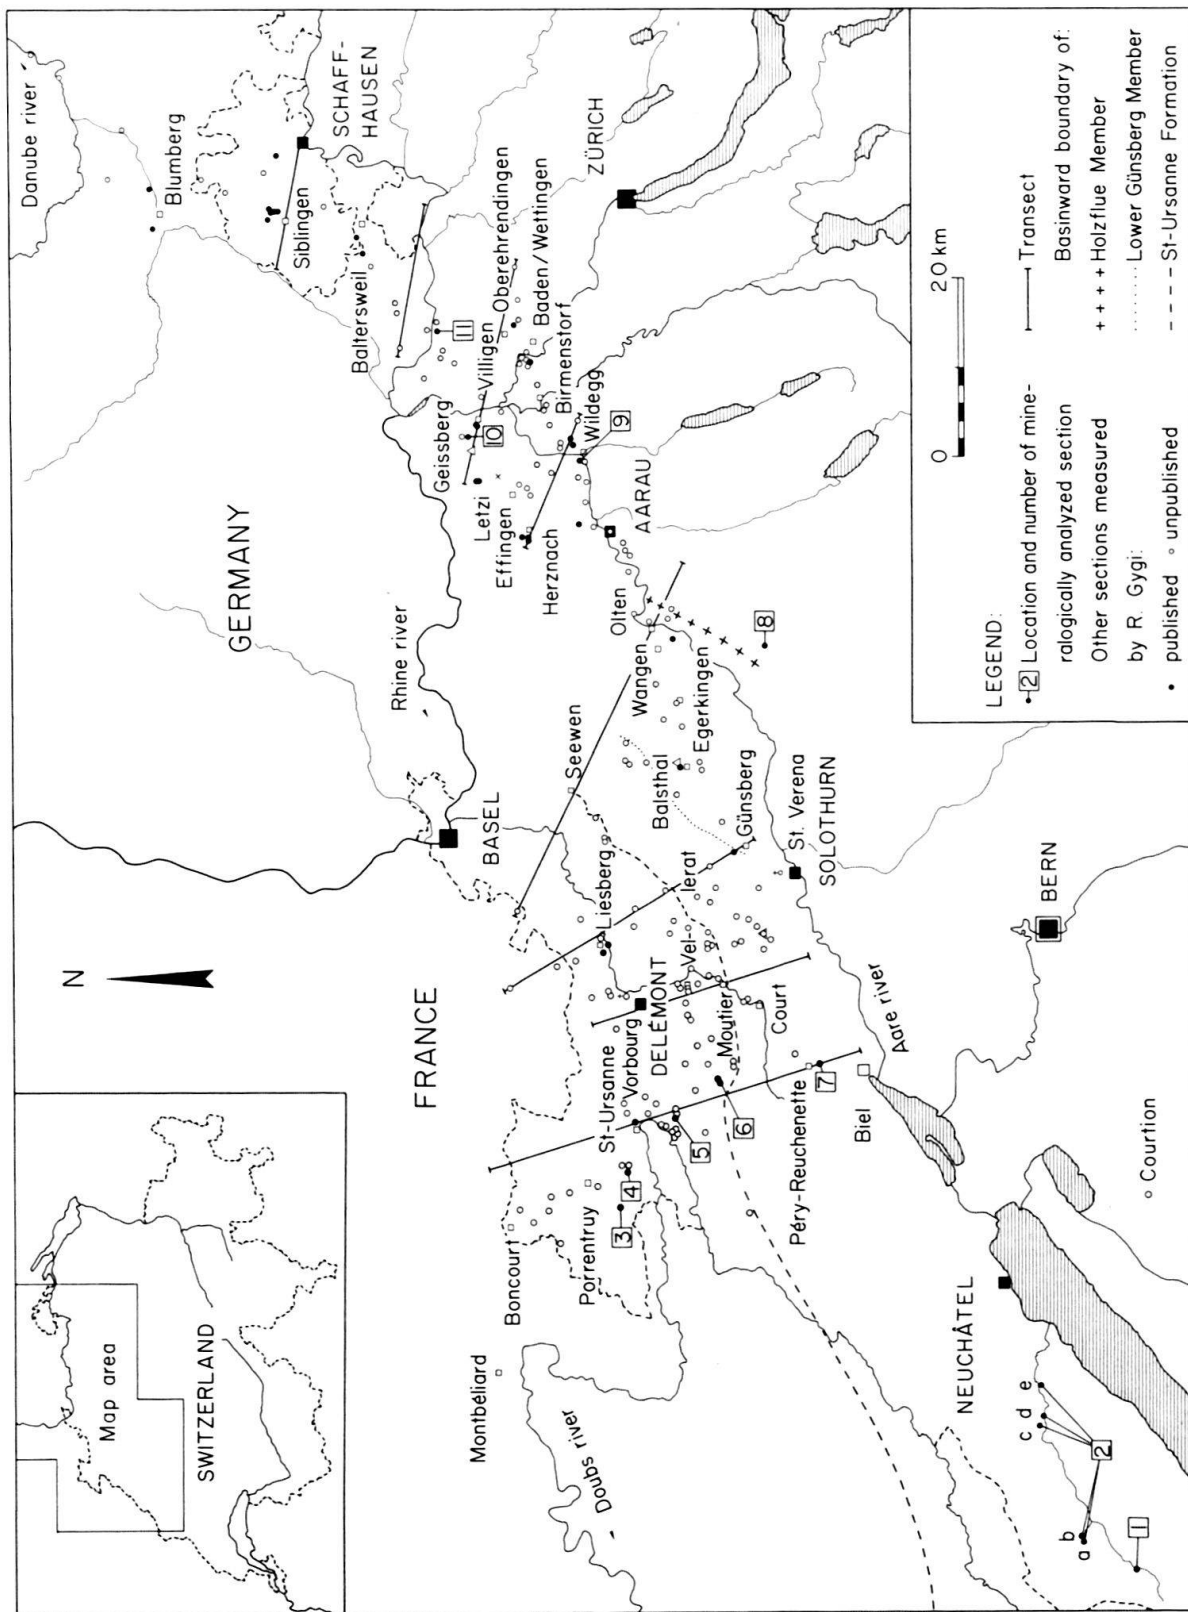 Map area
SWITZERLAND
N
FRANCE
GERMANY
Danube river
Blumberg
SCHAFF-
HAUSEN
Siblingen
Baltersweil
Rhine river
BASEL
Montbéliard
Boncourt
Porrentruy
Doubs river
St-Ursanne
Vorbourg
DELÉMONT
Liesberg
Seewen
Vel-
lerat
Moutier
Court
Péry-Reuchenette
Biel
Balsthal
Günsberg
Egerkingen
Wangen
Olten
St. Verena
SOLOTHURN
Aare river
BERN
NEUCHÂTEL
Courtion
Geissberg
Villigen
Oberehrendingen
Baden/Wettingen
Letzi
Effingen
Herznach
Birmenstorf
Wildegg
AARAU
ZÜRICH
1
2
a
b
c
d
e
3
4
5
6
7
8
9
10
11
0 20 km
LEGEND:
2 Location and number of mine-
ralogically analyzed section
Other sections measured
by R. Gygi:
published unpublished
Transect
Basinward boundary of:
Holzflue Member
Lower Günsberg Member
St-Ursanne Formation